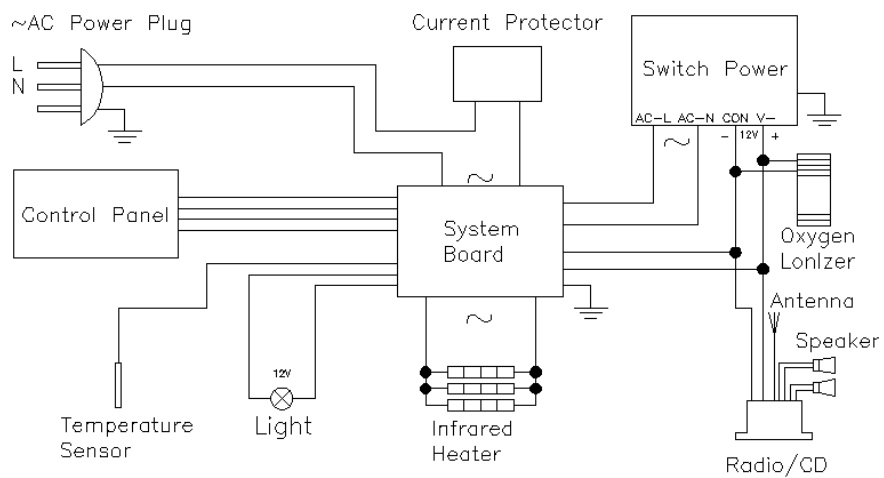 ~AC Power Plug
Current Protector
L
N
Switch Power
AC-L AC-N CON V-
~
- 12V +
Control Panel
~
System
Board
Oxygen
LonIzer
Antenna
~
Speaker
12V
Light
Temperature
Sensor
Infrared
Heater
Radio/CD